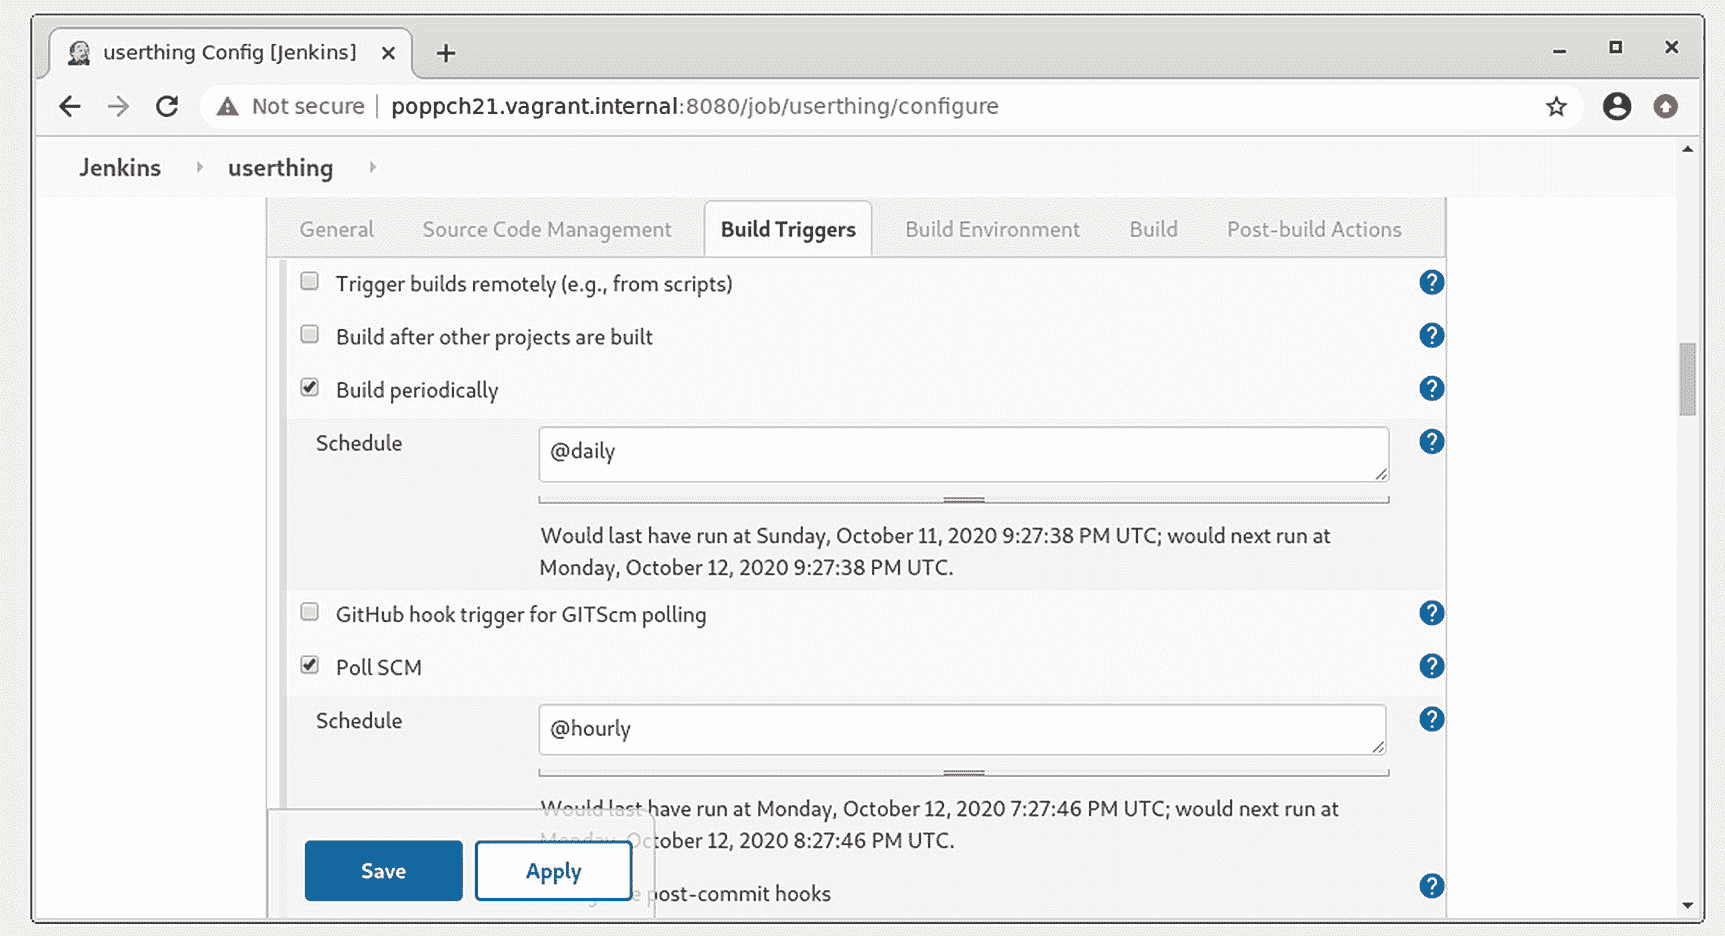 userthing Config [Jenkins]
Not secure | poppch21.vagrant.internal:8080/job/userthing/configure
Jenkins userthing
General Source Code Management Build Triggers Build Environment Build Post-build Actions
Trigger builds remotely (e.g., from scripts) ?
Build after other projects are built ?
Build periodically ?
Schedule @daily ?
Would last have run at Sunday, October 11, 2020 9:27:38 PM UTC; would next run at
Monday, October 12, 2020 9:27:38 PM UTC.
GitHub hook trigger for GITScm polling ?
Poll SCM ?
Schedule @hourly ?
Would last have run at Monday, October 12, 2020 7:27:46 PM UTC; would next run at
Monday, October 12, 2020 8:27:46 PM UTC.
Save Apply
post-commit hooks ?